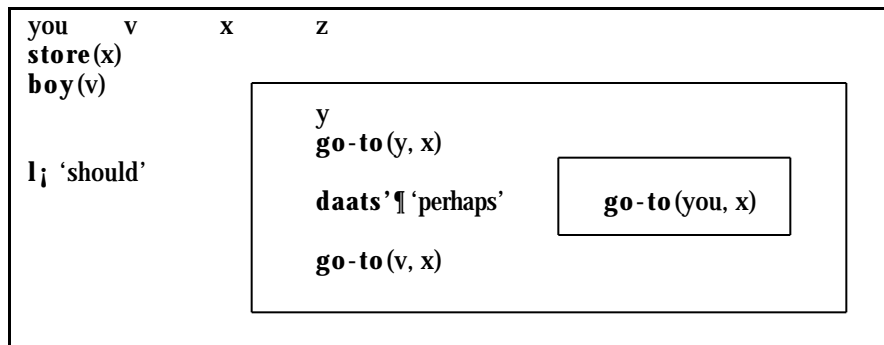 you v x z
store(x)
boy(v)
y
go-to(y, x)
l¡ ‘should’
daats’¶ ‘perhaps’ go-to(you, x)
go-to(v, x)